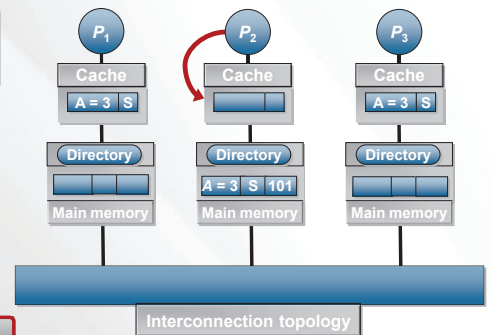 P1 P2 P3
Cache Cache Cache
A = 3 S A = 3 S
Directory Directory Directory
A = 3 S 101
Main memory Main memory Main memory
Interconnection topology